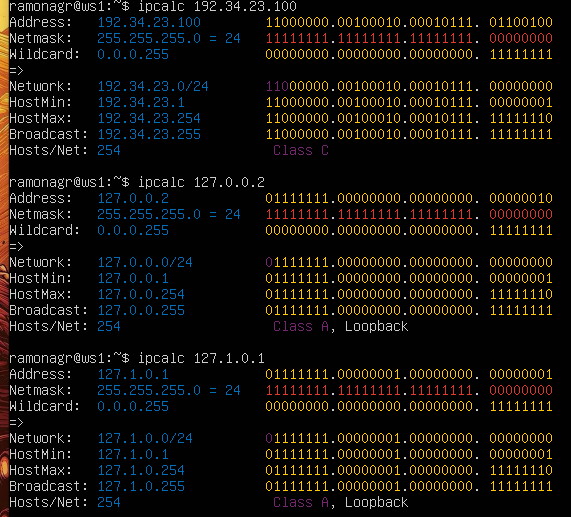 ramonagr@ws1:~$ ipcalc 192.34.23.100
Address:   192.34.23.100        11000000.00100010.00010111. 01100100
Netmask:   255.255.255.0 = 24   11111111.11111111.11111111. 00000000
Wildcard:  0.0.0.255            00000000.00000000.00000000. 11111111
=>
Network:   192.34.23.0/24       11000000.00100010.00010111. 00000000
HostMin:   192.34.23.1          11000000.00100010.00010111. 00000001
HostMax:   192.34.23.254        11000000.00100010.00010111. 11111110
Broadcast: 192.34.23.255        11000000.00100010.00010111. 11111111
Hosts/Net: 254                   Class C
ramonagr@ws1:~$ ipcalc 127.0.0.2
Address:   127.0.0.2            01111111.00000000.00000000. 00000010
Netmask:   255.255.255.0 = 24   11111111.11111111.11111111. 00000000
Wildcard:  0.0.0.255            00000000.00000000.00000000. 11111111
=>
Network:   127.0.0.0/24         01111111.00000000.00000000. 00000000
HostMin:   127.0.0.1            01111111.00000000.00000000. 00000001
HostMax:   127.0.0.254          01111111.00000000.00000000. 11111110
Broadcast: 127.0.0.255          01111111.00000000.00000000. 11111111
Hosts/Net: 254                   Class A, Loopback
ramonagr@ws1:~$ ipcalc 127.1.0.1
Address:   127.1.0.1            01111111.00000001.00000000. 00000001
Netmask:   255.255.255.0 = 24   11111111.11111111.11111111. 00000000
Wildcard:  0.0.0.255            00000000.00000000.00000000. 11111111
=>
Network:   127.1.0.0/24         01111111.00000001.00000000. 00000000
HostMin:   127.1.0.1            01111111.00000001.00000000. 00000001
HostMax:   127.1.0.254          01111111.00000001.00000000. 11111110
Broadcast: 127.1.0.255          01111111.00000001.00000000. 11111111
Hosts/Net: 254                   Class A, Loopback